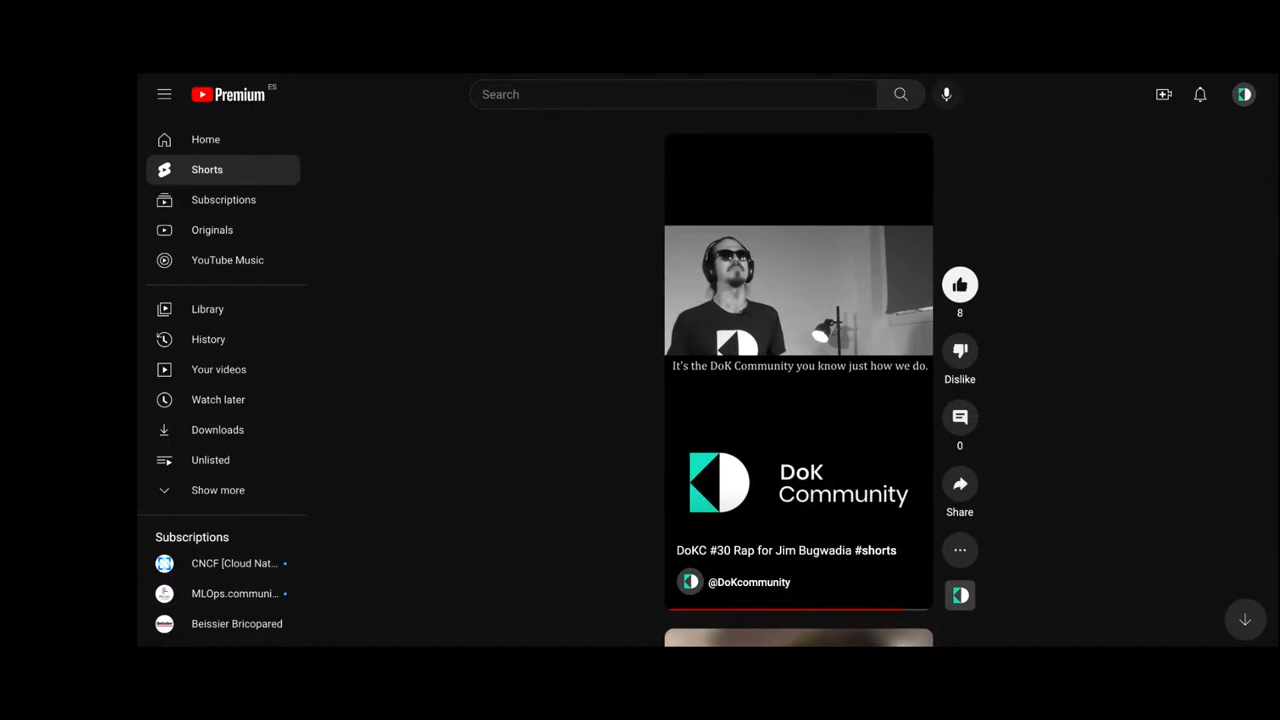 Premium ES
Search
Home
Shorts
Subscriptions
Originals
YouTube Music
Library
History
Your videos
Watch later
Downloads
Unlisted
Show more
Subscriptions
CNCF [Cloud Nat...
MLOps.communi...
Beissier Bricopared
It's the DoK Community you know just how we do.
DoK
Community
DoKC #30 Rap for Jim Bugwadia #shorts
@DoKcommunity
8
Dislike
0
Share